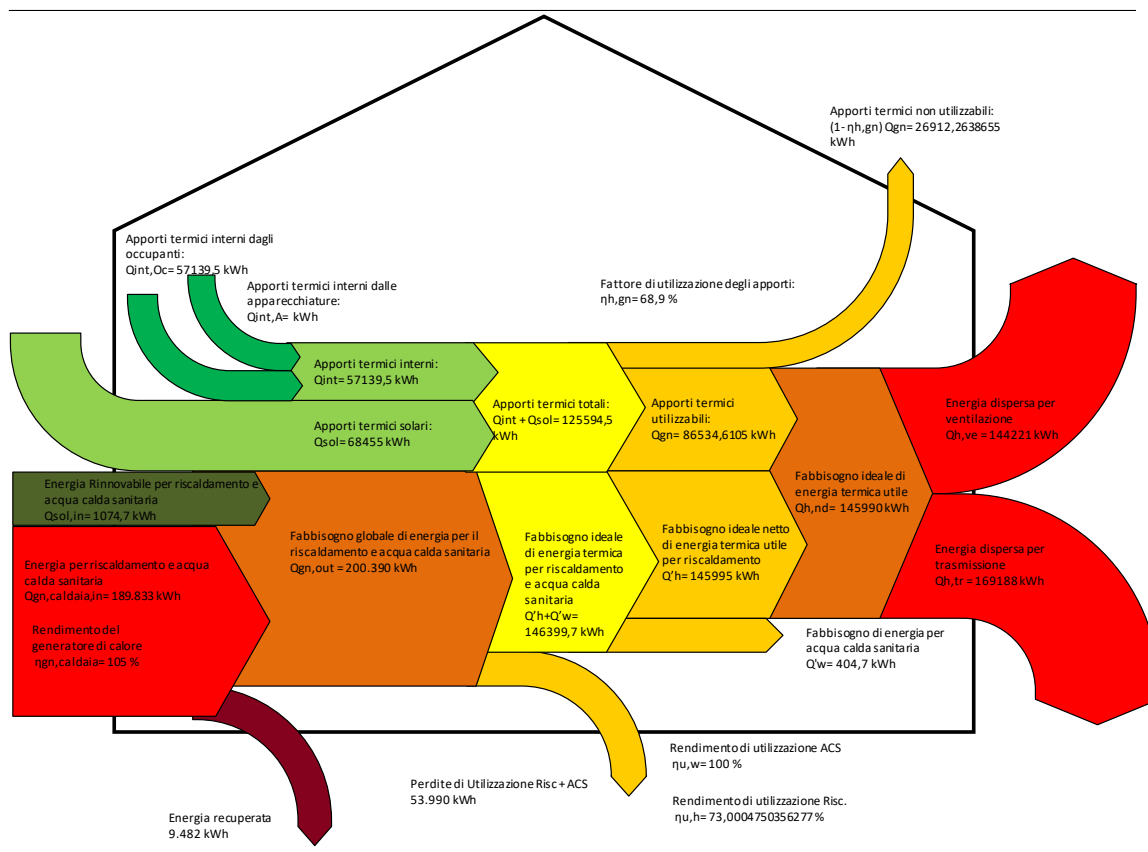 Apporti termici non utilizzabili:
(1- ηh,gn) Qgn= 26912,2638655
kWh
Apporti termici interni dagli
occupanti:
Qint,Oc= 57139,5 kWh
Apporti termici interni dalle
apparecchiature:
Qint,A= kWh
Fattore di utilizzazione degli apporti:
ηh,gn= 68,9 %
Apporti termici interni:
Qint= 57139,5 kWh
Apporti termici solari:
Qsol= 68455 kWh
Apporti termici totali:
Qint + Qsol= 125594,5
kWh
Apporti termici
utilizzabili:
Qgn= 86534,6105 kWh
Energia dispersa per
ventilazione
Qh,ve = 144221 kWh
Energia Rinnovabile per riscaldamento e
acqua calda sanitaria
Qsol,in= 1074,7 kWh
Fabbisogno ideale di
energia termica utile
Qh,nd= 145990 kWh
Energia per riscaldamento e acqua
calda sanitaria
Qgn,caldaia,in= 189.833 kWh
Rendimento del
generatore di calore
ηgn,caldaia= 105 %
Fabbisogno globale di energia per il
riscaldamento e acqua calda sanitaria
Qgn,out = 200.390 kWh
Fabbisogno ideale
di energia termica
per riscaldamento
e acqua calda
sanitaria
Q'h+Q'w=
146399,7 kWh
Fabbisogno ideale netto
di energia termica utile
per riscaldamento
Q'h= 145995 kWh
Energia dispersa per
trasmissione
Qh,tr = 169188 kWh
Fabbisogno di energia per
acqua calda sanitaria
Q'w= 404,7 kWh
Rendimento di utilizzazione ACS
ηu,w= 100 %
Perdite di Utilizzazione Risc + ACS
53.990 kWh
Rendimento di utilizzazione Risc.
ηu,h= 73,0004750356277 %
Energia recuperata
9.482 kWh